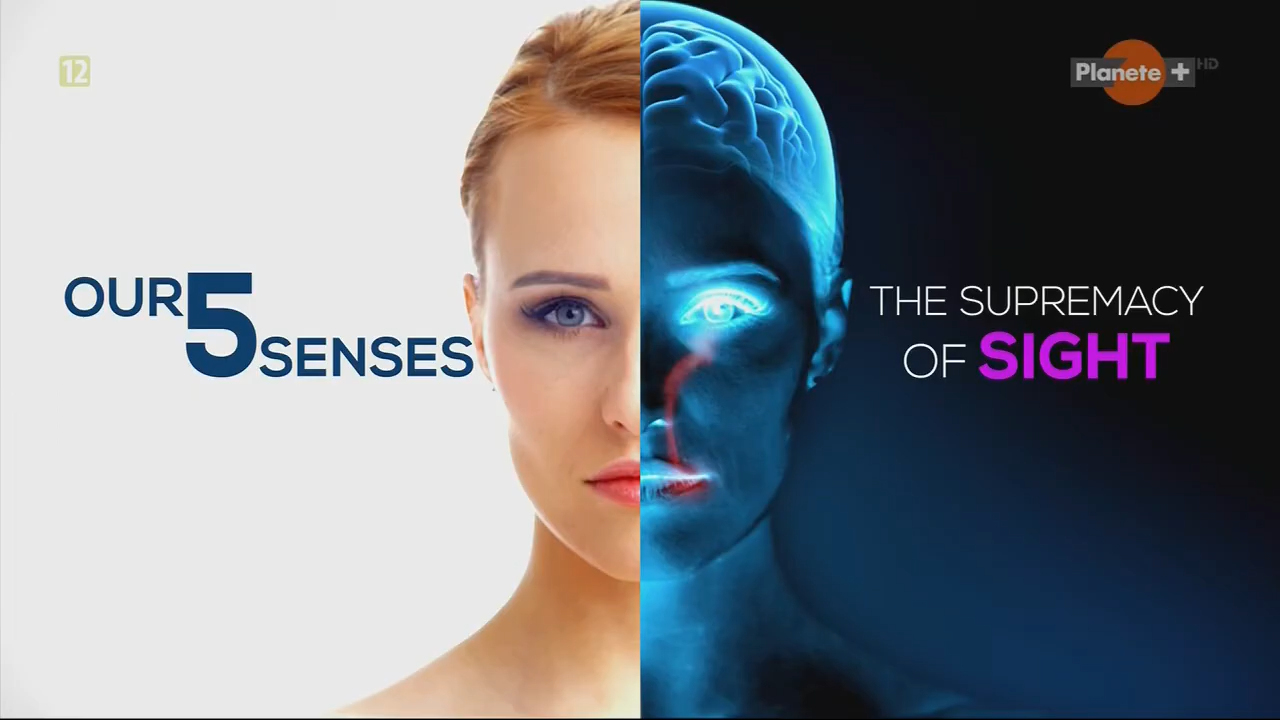 12
Planete +
HD
OUR 5 SENSES
THE SUPREMACY
OF SIGHT